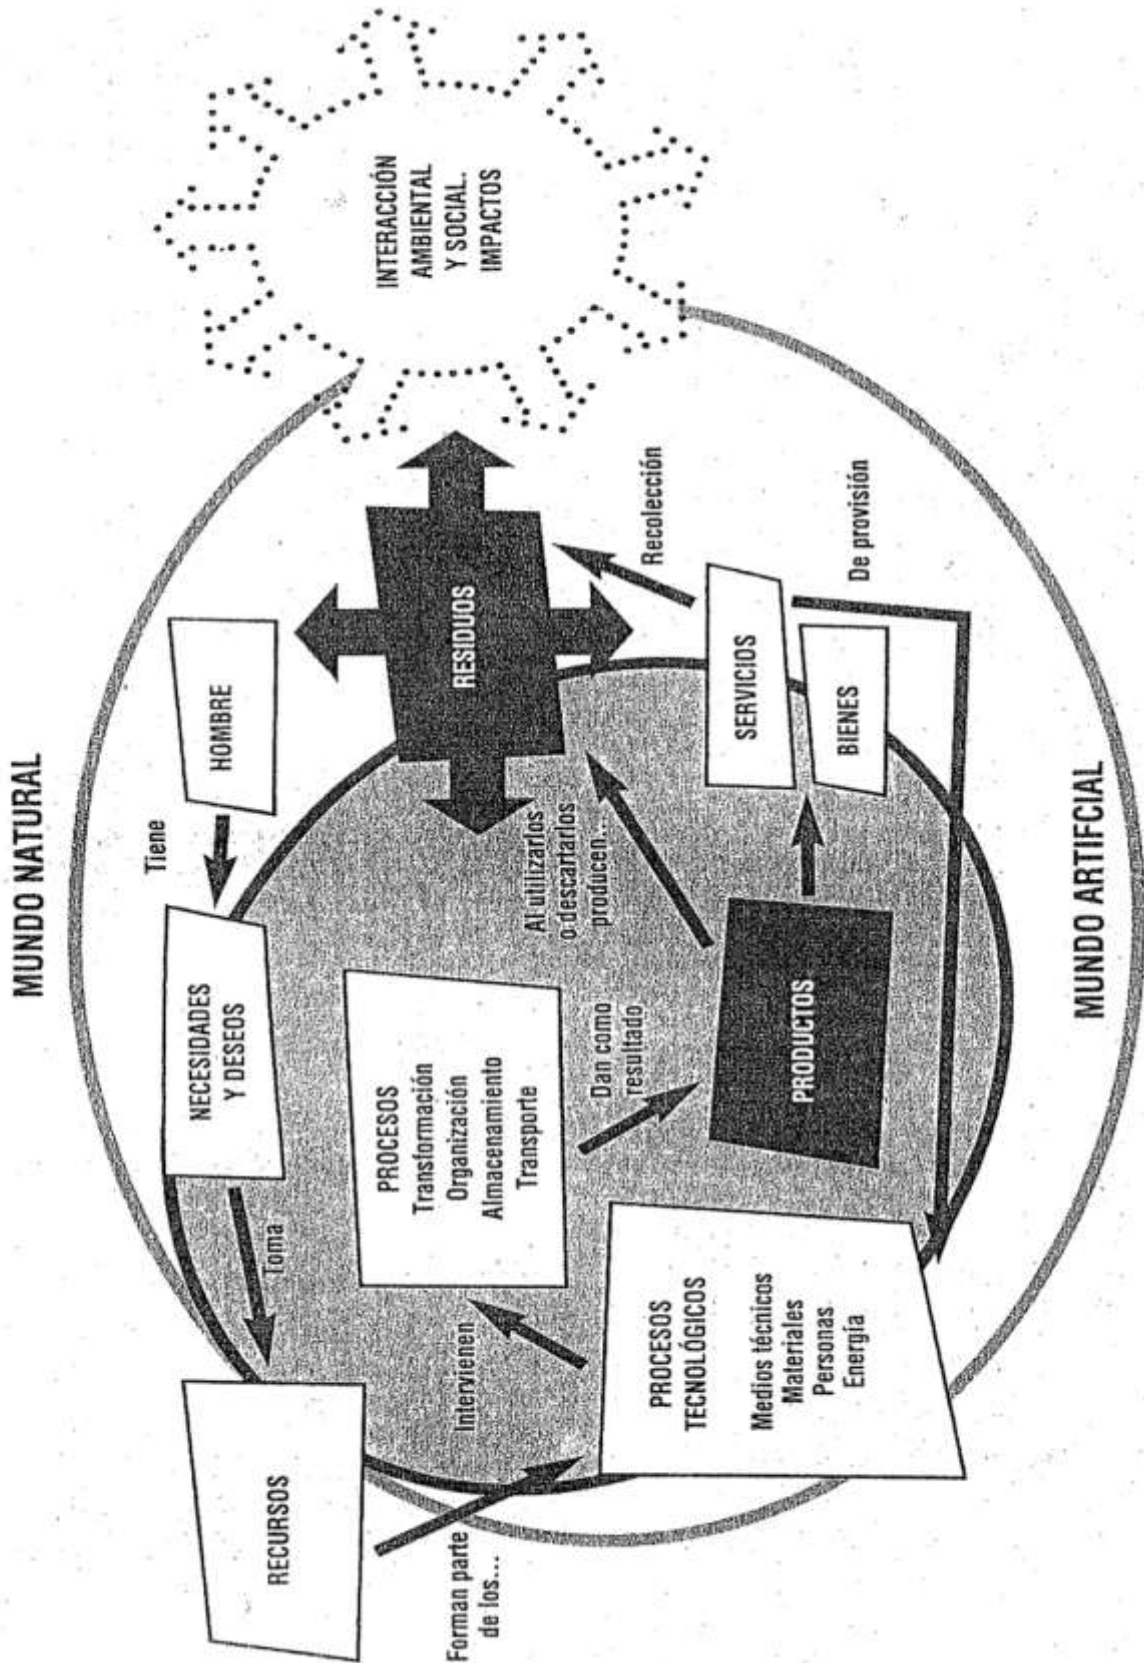 MUNDO NATURAL
HOMBRE
Tiene
NECESIDADES
Y DESEOS
Toma
RECURSOS
Forman parte
de los...
PROCESOS
TECNOLÓGICOS
Medios técnicos
Materiales
Personas
Energía
Intervienen
PROCESOS
Transformación
Organización
Almacenamiento
Transporte
Dan como
resultado
PRODUCTOS
Al utilizarlos
o descartarlos
producen...
RESIDUOS
SERVICIOS
BIENES
Recolección
De provisión
INTERACCIÓN
AMBIENTAL
Y SOCIAL.
IMPACTOS
MUNDO ARTIFCIAL